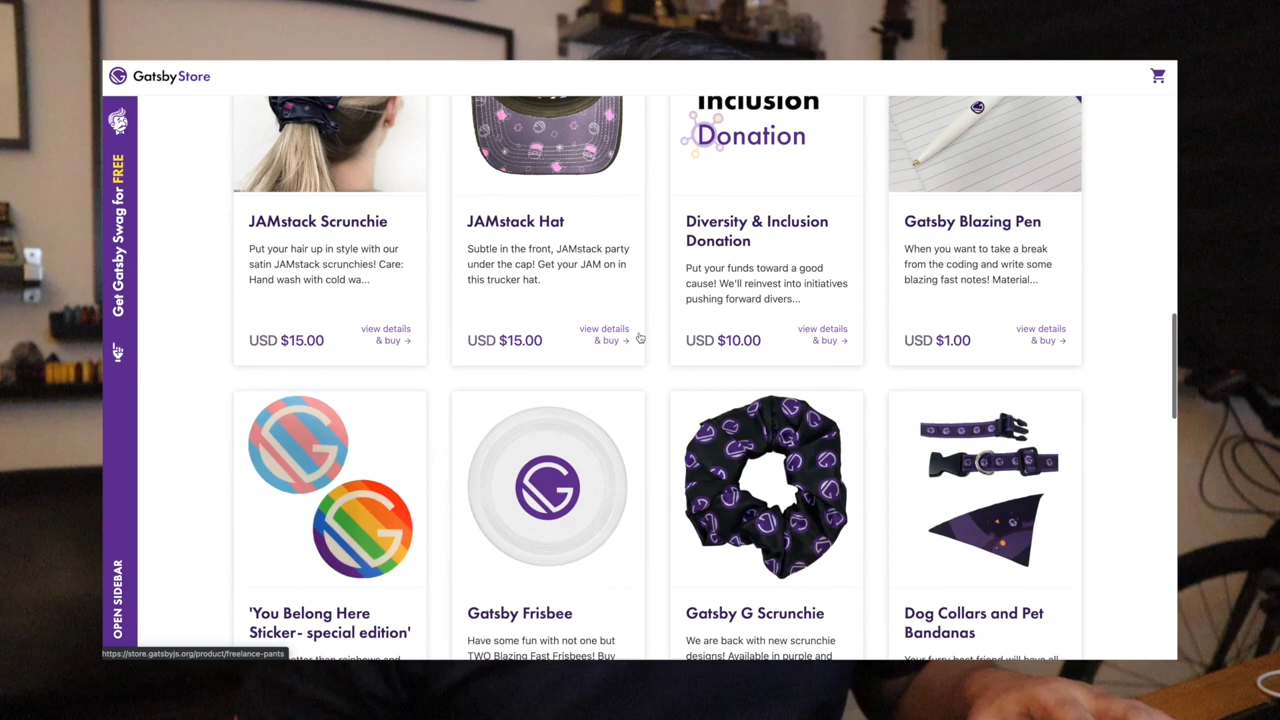 GatsbyStore
Get Gatsby Swag for FREE
OPEN SIDEBAR
Inclusion
Donation
JAMstack Scrunchie
Put your hair up in style with our
satin JAMstack scrunchies! Care:
Hand wash with cold wa...
USD $15.00
view details
& buy →
JAMstack Hat
Subtle in the front, JAMstack party
under the cap! Get your JAM on in
this trucker hat.
USD $15.00
view details
& buy →
Diversity & Inclusion
Donation
Put your funds toward a good
cause! We'll reinvest into initiatives
pushing forward divers...
USD $10.00
view details
& buy →
Gatsby Blazing Pen
When you want to take a break
from the coding and write some
blazing fast notes! Material...
USD $1.00
view details
& buy →
'You Belong Here
Sticker- special edition'
Gatsby Frisbee
Have some fun with not one but
TWO Blazing Fast Frisbees! Buy
Gatsby G Scrunchie
We are back with new scrunchie
designs! Available in purple and
Dog Collars and Pet
Bandanas
Your furry best friend will have all
https://store.gatsbyjs.org/product/freelance-pants